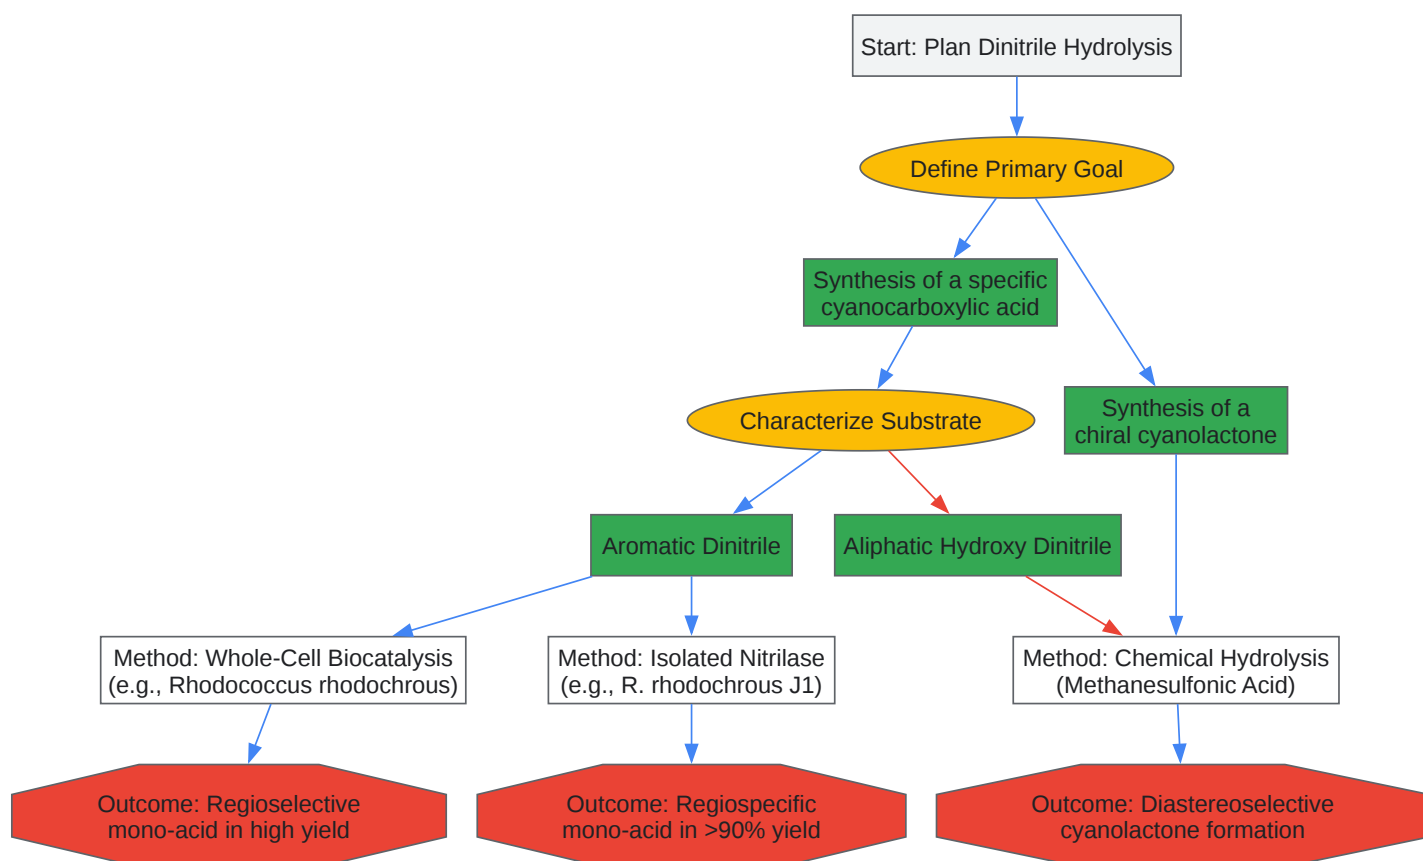 Start: Plan Dinitrile Hydrolysis
Define Primary Goal
Synthesis of a specific
cyanocarboxylic acid
Characterize Substrate
Synthesis of a
chiral cyanolactone
Aromatic Dinitrile
Aliphatic Hydroxy Dinitrile
Method: Whole-Cell Biocatalysis
(e.g., Rhodococcus rhodochrous)
Method: Isolated Nitrilase
(e.g., R. rhodochrous J1)
Method: Chemical Hydrolysis
(Methanesulfonic Acid)
Outcome: Regioselective
mono-acid in high yield
Outcome: Regiospecific
mono-acid in >90% yield
Outcome: Diastereoselective
cyanolactone formation